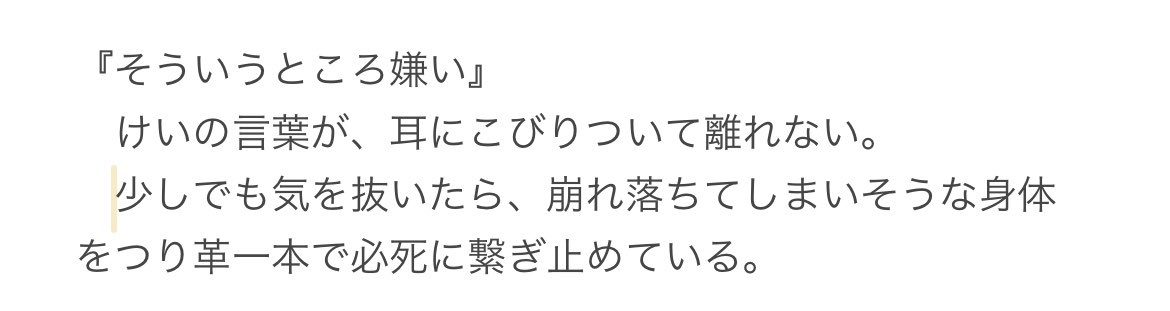 『そういうところ嫌い』
けいの言葉が、耳にこびりついて離れない。
少しでも気を抜いたら、崩れ落ちてしまいそうな身体
をつり革一本で必死に繋ぎ止めている。